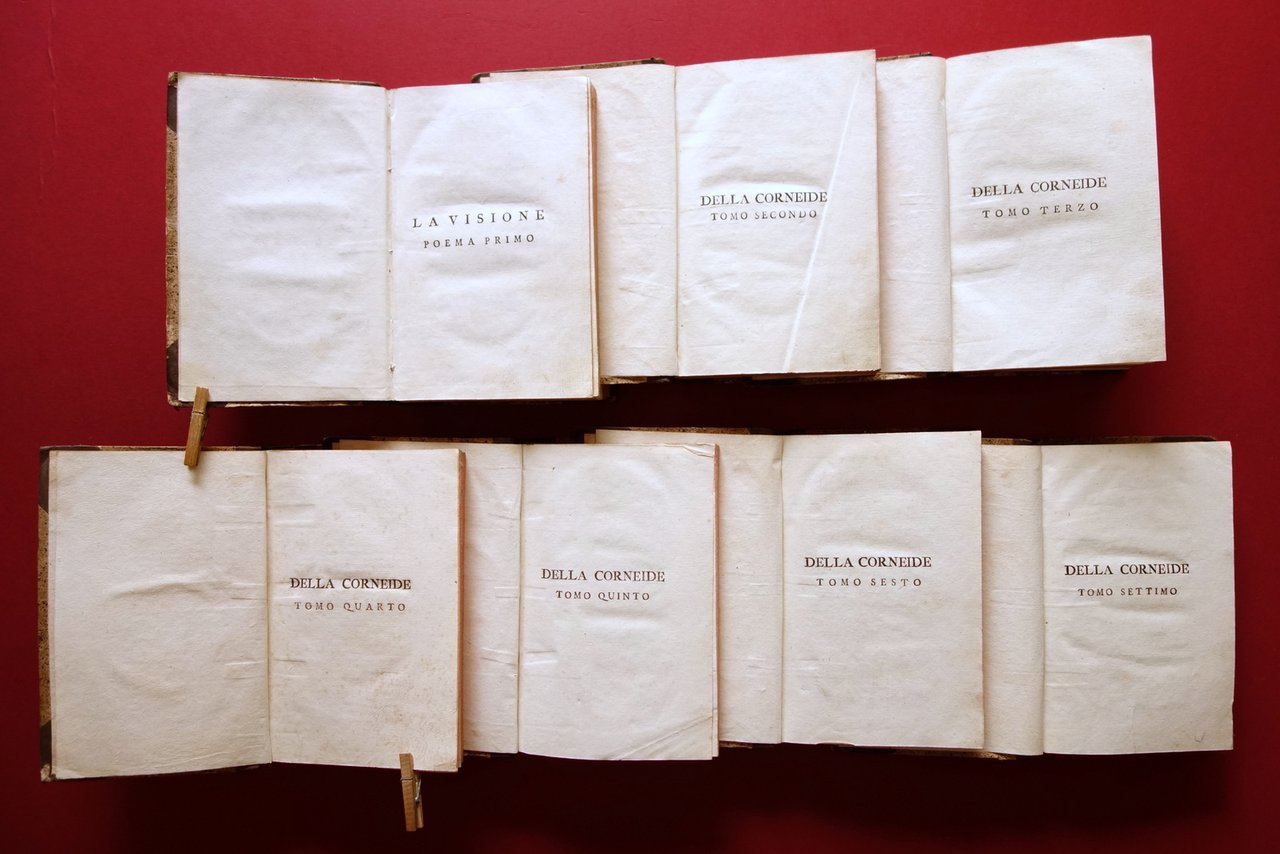 LA VISIONE
POEMA PRIMO
DELLA CORNEIDE
TOMO SECONDO
DELLA CORNEIDE
TOMO TERZO
DELLA CORNEIDE
TOMO QUARTO
DELLA CORNEIDE
TOMO QUINTO
DELLA CORNEIDE
TOMO SESTO
DELLA CORNEIDE
TOMO SETTIMO